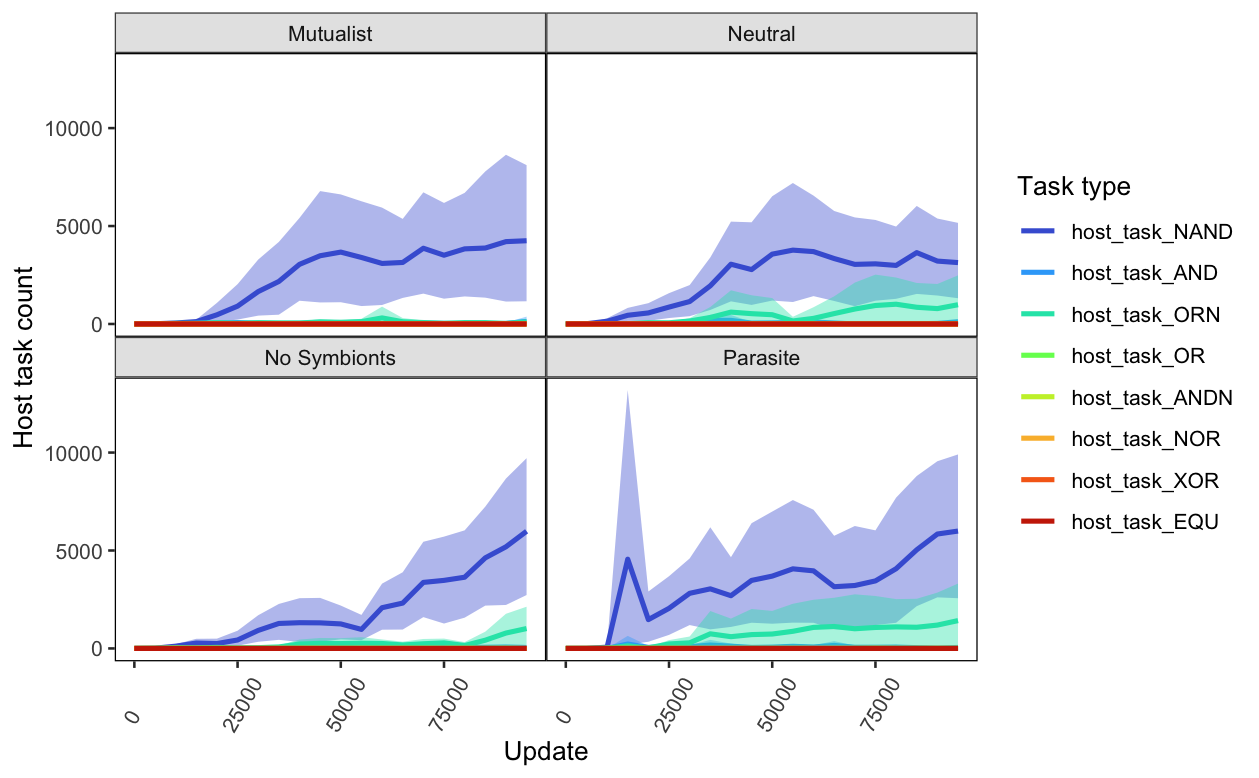 Mutualist
Neutral
10000
5000
0
No Symbionts
Parasite
10000
5000
0
0
25000
50000
75000
0
25000
50000
75000
Update
Host task count
Task type
host_task_NAND
host_task_AND
host_task_ORN
host_task_OR
host_task_ANDN
host_task_NOR
host_task_XOR
host_task_EQU